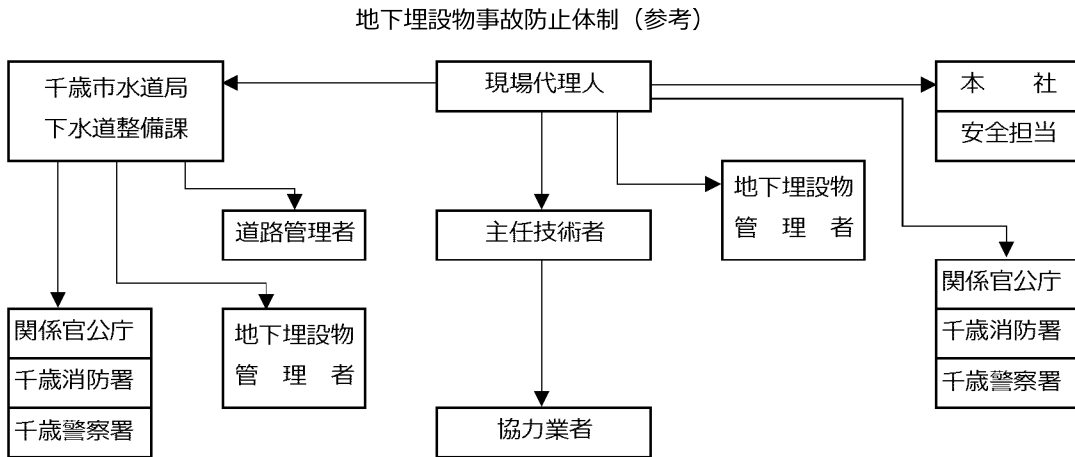 地下埋設物事故防止体制（参考）
千歳市水道局
下水道整備課
現場代理人
本　　社
安全担当
地下埋設物
管　理　者
道路管理者
主任技術者
関係官公庁
千歳消防署
千歳警察署
地下埋設物
管　理　者
協力業者
関係官公庁
千歳消防署
千歳警察署